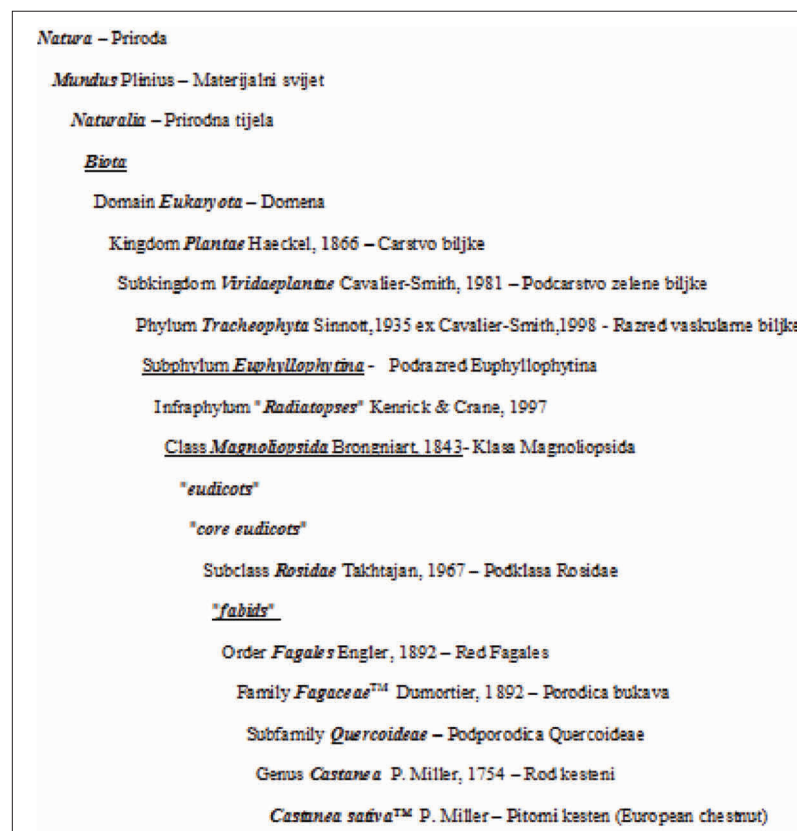 Natura – Priroda
Mundus Plinius – Materijalni svijet
Naturalia – Prirodna tijela
Biota
Domain Eukaryota – Domena
Kingdom Plantae Haeckel, 1866 – Carstvo biljke
Subkingdom Viridaeplantae Cavalier-Smith, 1981 – Podcarstvo zelene biljke
Phylum Tracheophyta Sinnott,1935 ex Cavalier-Smith,1998 - Razred vaskularne biljke
Subphylum Euphyllophytina - Podrazred Euphyllophytina
Infraphylum "Radiatopses" Kenrick & Crane, 1997
Class Magnoliopsida Brongniart, 1843- Klasa Magnoliopsida
"eudicots"
"core eudicots"
Subclass Rosidae Takhtajan, 1967 – Podklasa Rosidae
"fabids"
Order Fagales Engler, 1892 – Red Fagales
Family Fagaceae™ Dumortier, 1892 – Porodica bukava
Subfamily Quercoideae – Podporodica Quercoideae
Genus Castanea P. Miller, 1754 – Rod kesteni
Castanea sativa™ P. Miller – Pitomi kesten (European chestnut)